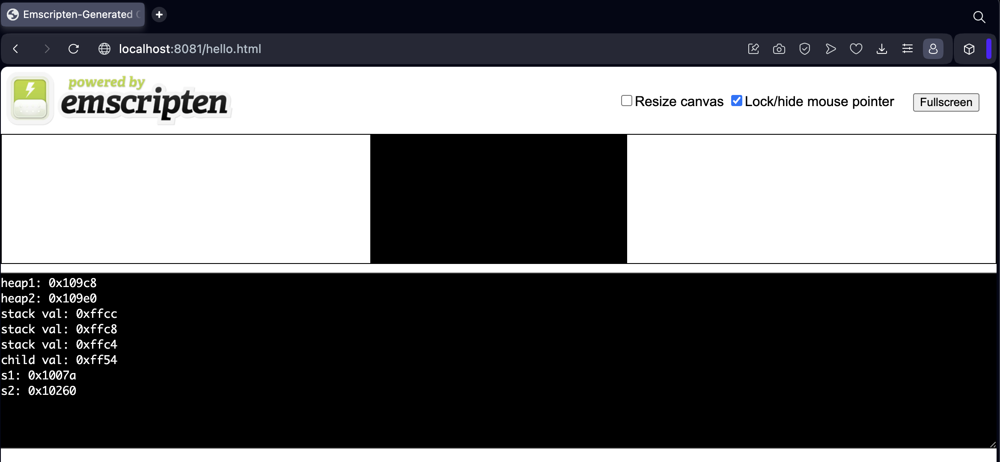 Emscripten-Generated
localhost:8081/hello.html
powered by
emscripten
Resize canvas Lock/hide mouse pointer Fullscreen
heap1: 0x109c8
heap2: 0x109e0
stack val: 0xffcc
stack val: 0xffc8
stack val: 0xffc4
child val: 0xff54
s1: 0x1007a
s2: 0x10260